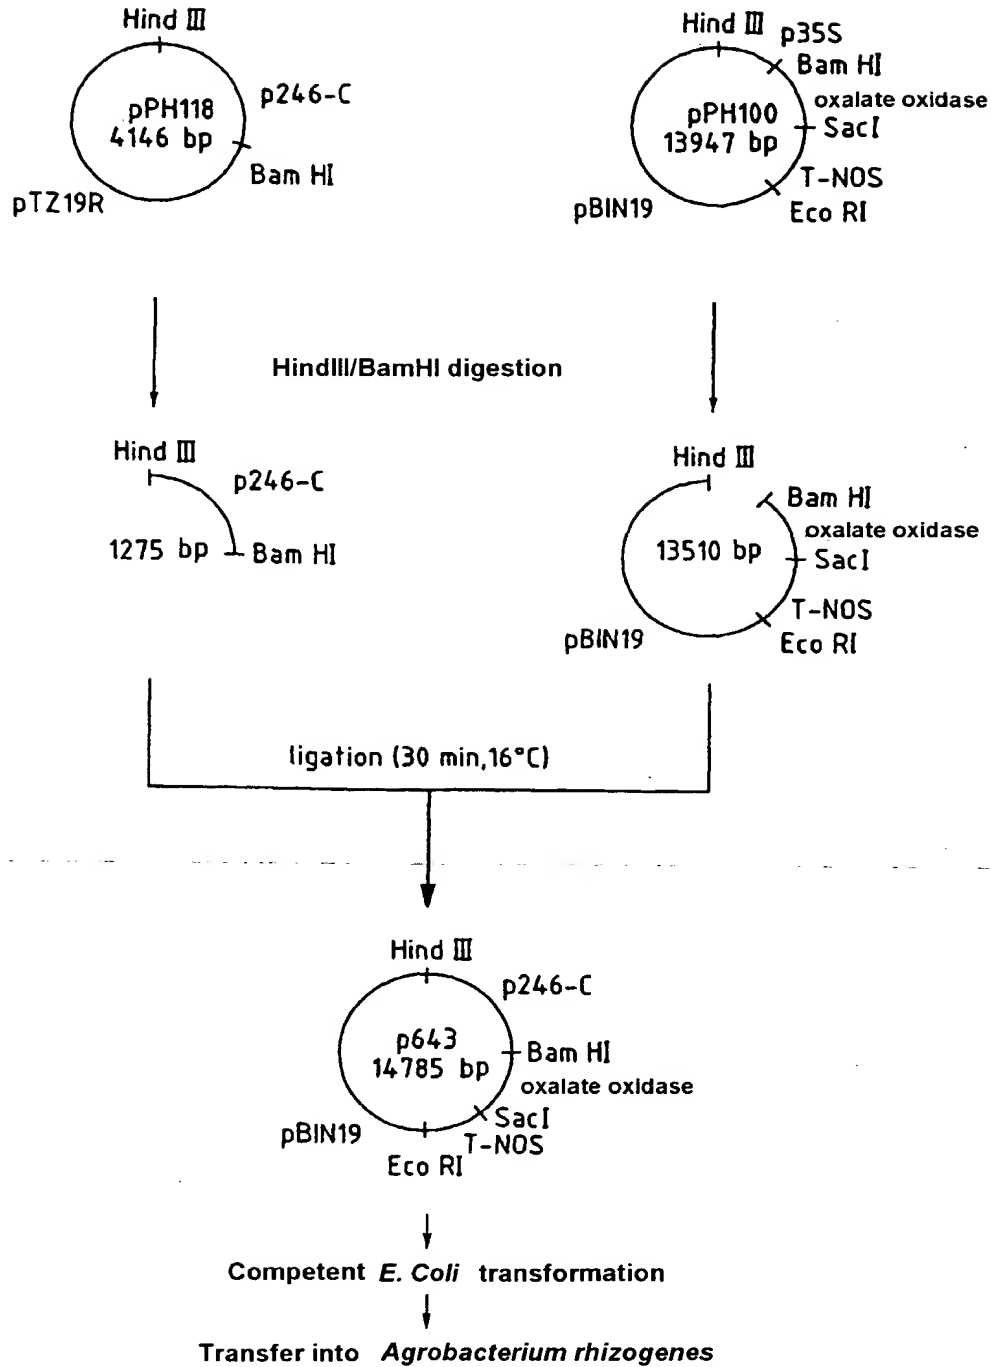 Hind III
pPH118
4146 bp
p246-C
Bam HI
pTZ19R
Hind III
p35S
Bam HI
oxalate oxidase
pPH100
13947 bp
SacI
T-NOS
Eco RI
pBIN19
HindIII/BamHI digestion
Hind III
p246-C
1275 bp
Bam HI
Hind III
Bam HI
oxalate oxidase
13510 bp
SacI
T-NOS
Eco RI
pBIN19
ligation (30 min,16°C)
Hind III
p246-C
p643
14785 bp
Bam HI
oxalate oxidase
SacI
T-NOS
pBIN19
Eco RI
Competent E. Coli transformation
Transfer into Agrobacterium rhizogenes